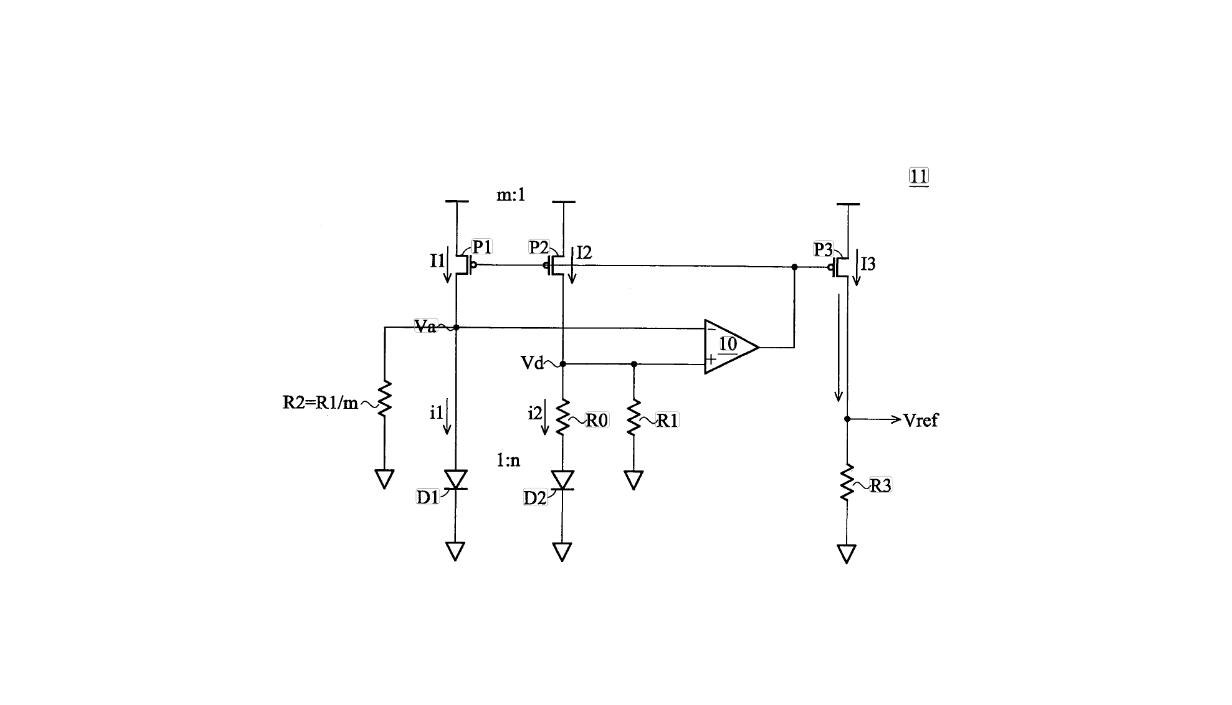 11
m:1
P1
P2
I1
I2
P3
I3
Va
−
10
Vd
+
R2=R1/m
i1
i2
R0
R1
Vref
1:n
D1
D2
R3